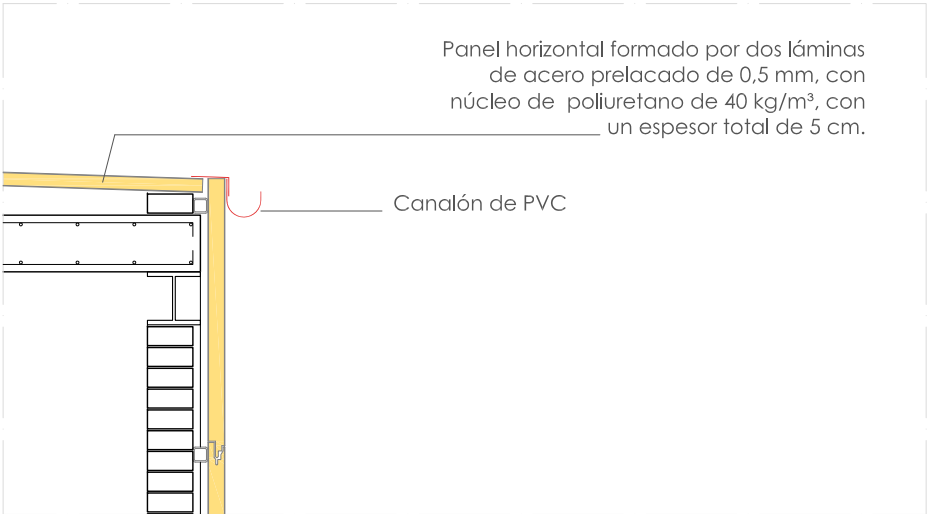 Panel horizontal formado por dos láminas
de acero prelacado de 0,5 mm, con
núcleo de  poliuretano de 40 kg/m³, con
un espesor total de 5 cm.
Canalón de PVC